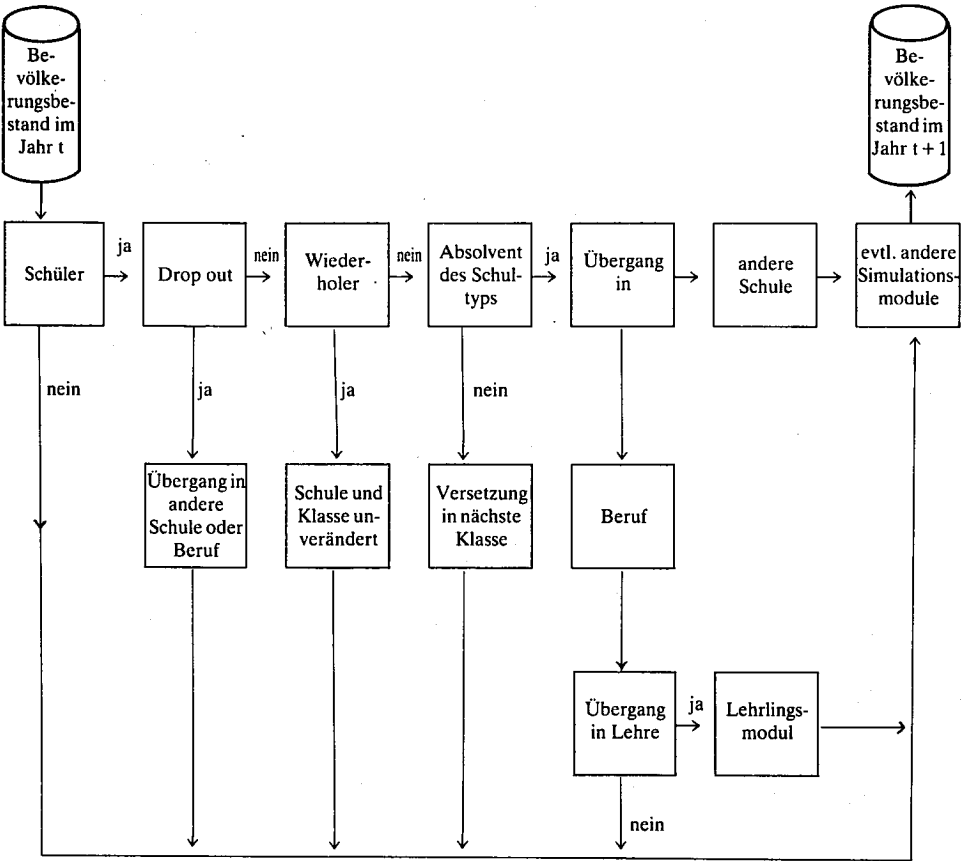 Be-
völke-
rungsbe-
stand im
Jahr t
Be-
völke-
rungsbe-
stand im
Jahr t + 1
Schüler
ja
Drop out
nein
Wieder-
holer
nein
Absolvent
des Schul-
typs
ja
Übergang
in
andere
Schule
evtl. andere
Simulations-
module
nein
ja
ja
nein
Übergang in
andere
Schule oder
Beruf
Schule und
Klasse un-
verändert
Versetzung
in nächste
Klasse
Beruf
Übergang
in Lehre
ja
Lehrlings-
modul
nein